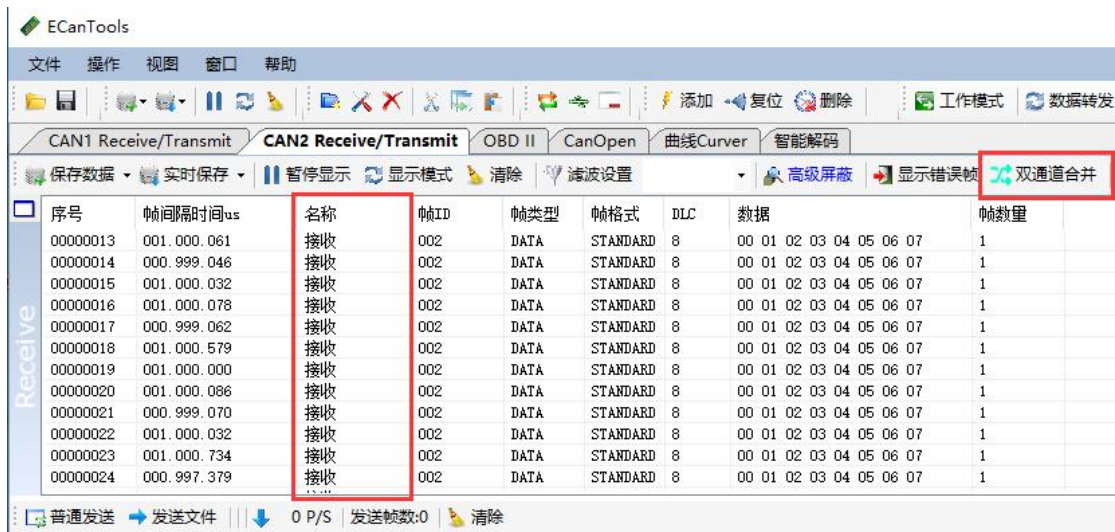 ECanTools
文件 操作 视图 窗口 帮助
添加 复位 删除 工作模式 数据转发
CAN1 Receive/Transmit CAN2 Receive/Transmit OBD II CanOpen 曲线Curver 智能解码
保存数据 实时保存 暂停显示 显示模式 清除 滤波设置 高级屏蔽 显示错误帧 双通道合并
序号 帧间隔时间us 名称 帧ID 帧类型 帧格式 DLC 数据 帧数量
00000013 001.000.061 接收 002 DATA STANDARD 8 00 01 02 03 04 05 06 07 1
00000014 000.999.046 接收 002 DATA STANDARD 8 00 01 02 03 04 05 06 07 1
00000015 001.000.032 接收 002 DATA STANDARD 8 00 01 02 03 04 05 06 07 1
00000016 001.000.078 接收 002 DATA STANDARD 8 00 01 02 03 04 05 06 07 1
00000017 000.999.062 接收 002 DATA STANDARD 8 00 01 02 03 04 05 06 07 1
00000018 001.000.579 接收 002 DATA STANDARD 8 00 01 02 03 04 05 06 07 1
00000019 001.000.000 接收 002 DATA STANDARD 8 00 01 02 03 04 05 06 07 1
00000020 001.000.086 接收 002 DATA STANDARD 8 00 01 02 03 04 05 06 07 1
00000021 000.999.070 接收 002 DATA STANDARD 8 00 01 02 03 04 05 06 07 1
00000022 001.000.032 接收 002 DATA STANDARD 8 00 01 02 03 04 05 06 07 1
00000023 001.000.734 接收 002 DATA STANDARD 8 00 01 02 03 04 05 06 07 1
00000024 000.997.379 接收 002 DATA STANDARD 8 00 01 02 03 04 05 06 07 1
Receive
普通发送 发送文件 0 P/S 发送帧数:0 清除